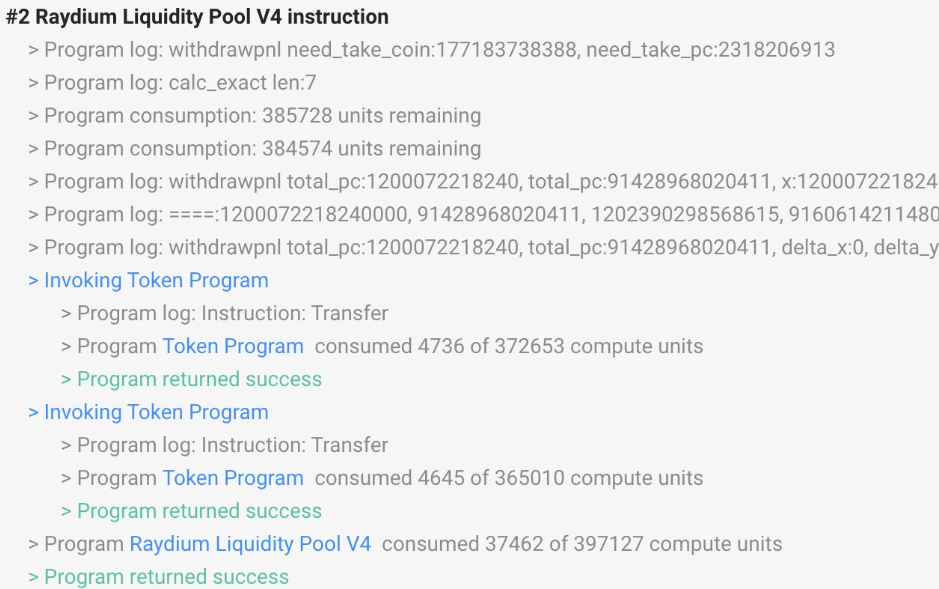 #2 Raydium Liquidity Pool V4 instruction
> Program log: withdrawpnl need_take_coin:177183738388, need_take_pc:2318206913
> Program log: calc_exact len:7
> Program consumption: 385728 units remaining
> Program consumption: 384574 units remaining
> Program log: withdrawpnl total_pc:1200072218240, total_pc:91428968020411, x:120007221824
> Program log: ====:1200072218240000, 91428968020411, 1202390298568615, 9160614211480
> Program log: withdrawpnl total_pc:1200072218240, total_pc:91428968020411, delta_x:0, delta_y
> Invoking Token Program
> Program log: Instruction: Transfer
> Program Token Program consumed 4736 of 372653 compute units
> Program returned success
> Invoking Token Program
> Program log: Instruction: Transfer
> Program Token Program consumed 4645 of 365010 compute units
> Program returned success
> Program Raydium Liquidity Pool V4 consumed 37462 of 397127 compute units
> Program returned success